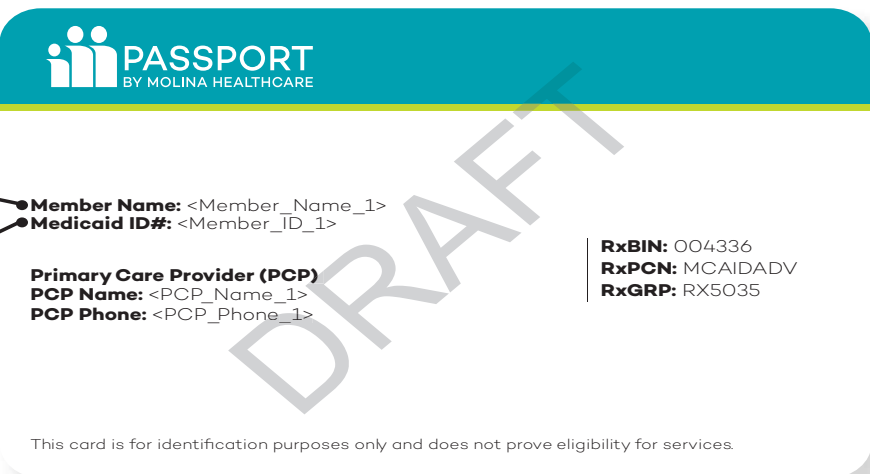 PASSPORT
BY MOLINA HEALTHCARE
Member Name: <Member_Name_1>
Medicaid ID#: <Member_ID_1>
Primary Care Provider (PCP)
PCP Name: <PCP_Name_1>
PCP Phone: <PCP_Phone_1>
RxBIN: 004336
RxPCN: MCAIDADV
RxGRP: RX5035
DRAFT
This card is for identification purposes only and does not prove eligibility for services.